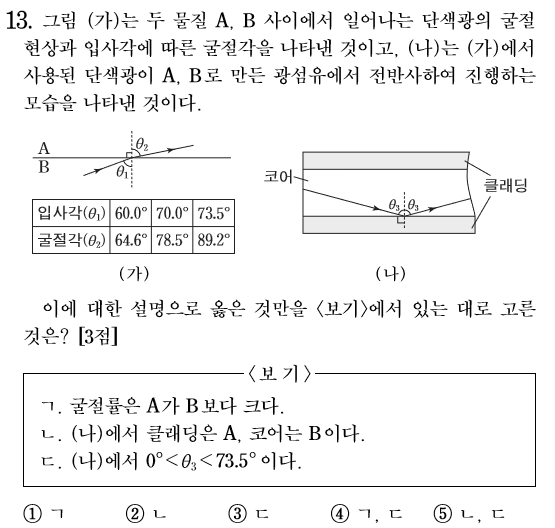 13. 그림 (가)는 두 물질 A, B 사이에서 일어나는 단색광의 굴절
현상과 입사각에 따른 굴절각을 나타낸 것이고, (나)는 (가)에서
사용된 단색광이 A, B로 만든 광섬유에서 전반사하여 진행하는
모습을 나타낸 것이다.
A
B
θ₂
θ₁
입사각(θ₁) 60.0° 70.0° 73.5°
굴절각(θ₂) 64.6° 78.5° 89.2°
(가)
코어
클래딩
θ₃ θ₃
(나)
이에 대한 설명으로 옳은 것만을 〈보기〉에서 있는 대로 고른
것은? [3점]
〈보 기〉
ㄱ. 굴절률은 A가 B보다 크다.
ㄴ. (나)에서 클래딩은 A, 코어는 B이다.
ㄷ. (나)에서 0°<θ₃<73.5°이다.
① ㄱ ② ㄴ ③ ㄷ ④ ㄱ, ㄷ ⑤ ㄴ, ㄷ